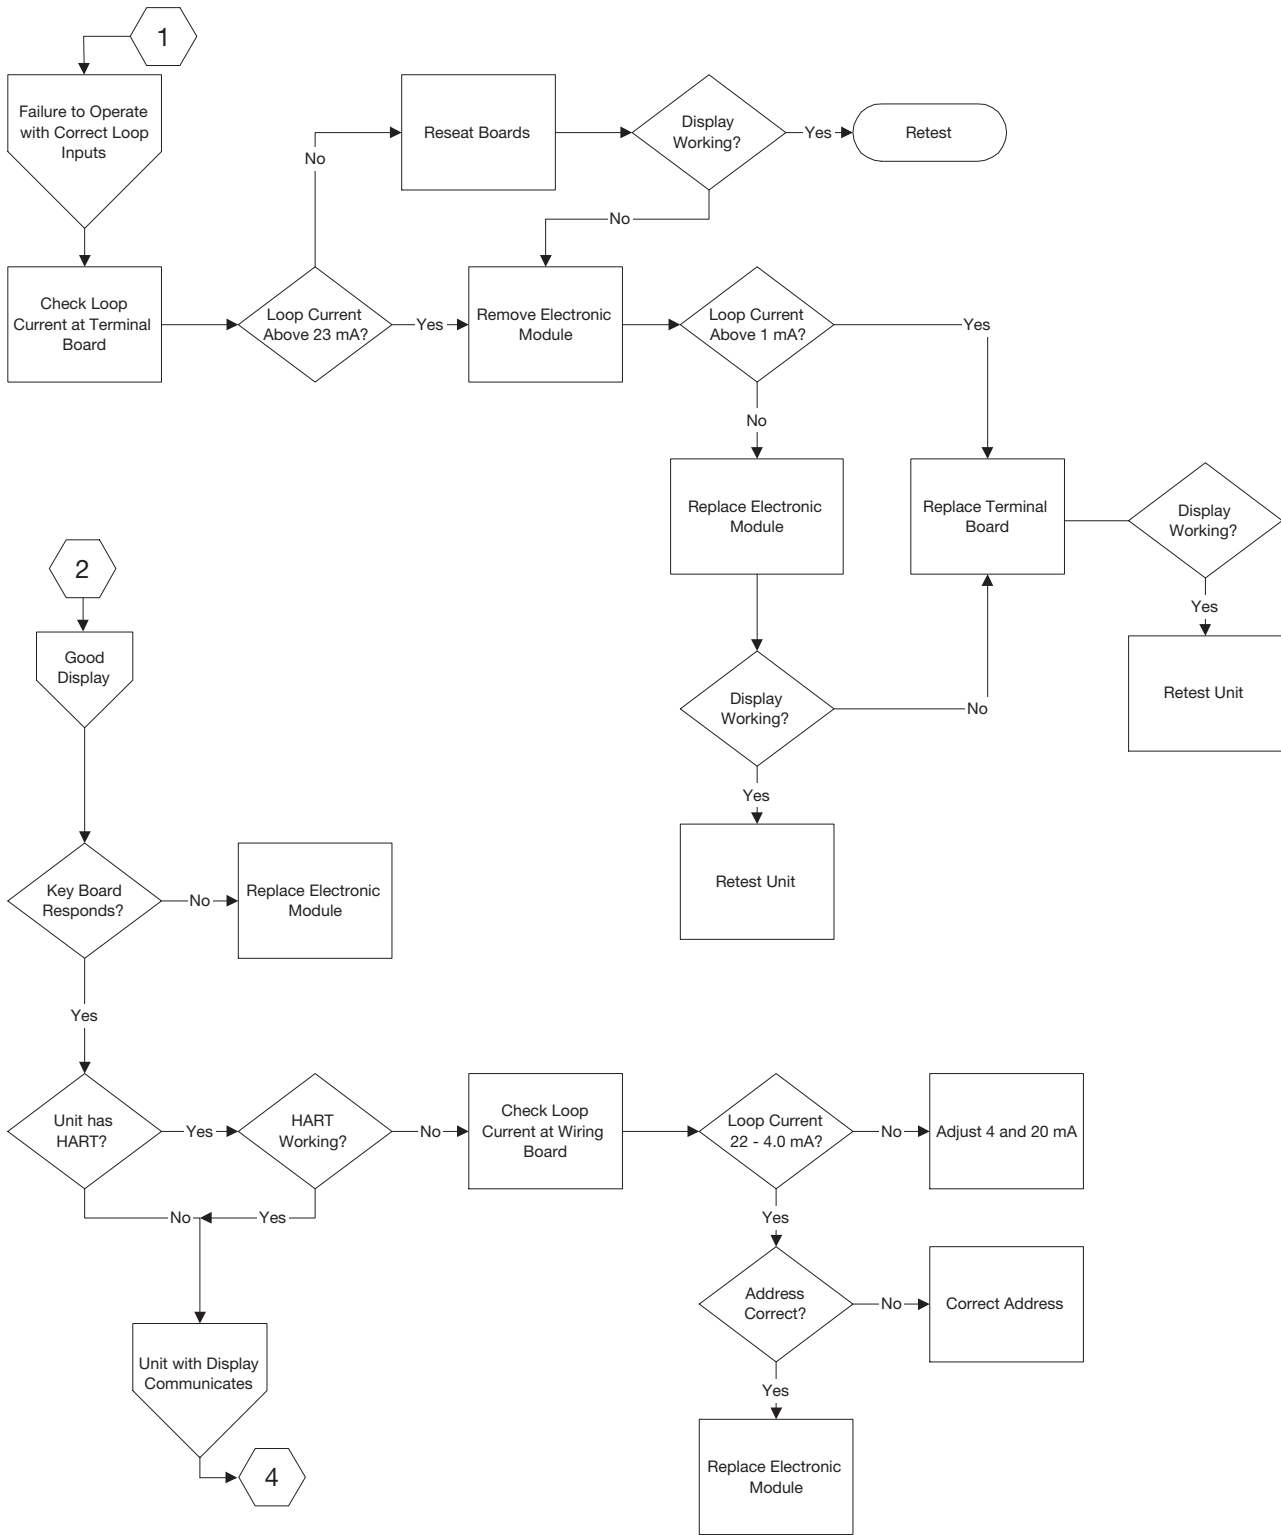 1
Failure to Operate
with Correct Loop
Inputs
No
Reseat Boards
Display
Working?
Yes
Retest
No
Check Loop
Current at Terminal
Board
Loop Current
Above 23 mA?
Yes
Remove Electronic
Module
Loop Current
Above 1 mA?
Yes
No
Replace Electronic
Module
Replace Terminal
Board
Display
Working?
Yes
Retest Unit
Display
Working?
No
Yes
Retest Unit
2
Good
Display
Key Board
Responds?
No
Replace Electronic
Module
Yes
Unit has
HART?
Yes
HART
Working?
No
Check Loop
Current at Wiring
Board
Loop Current
22 - 4.0 mA?
No
Adjust 4 and 20 mA
No
Yes
Yes
Address
Correct?
No
Correct Address
Unit with Display
Communicates
Yes
4
Replace Electronic
Module